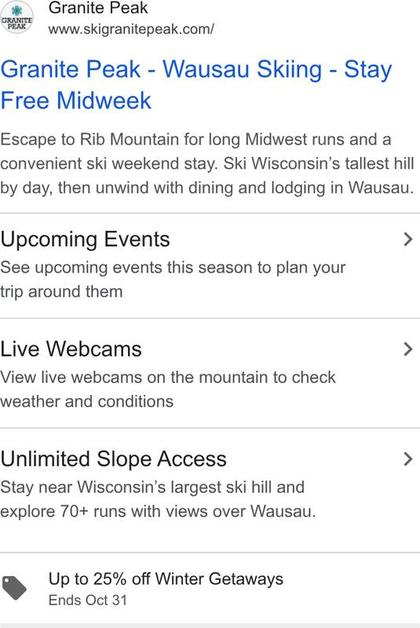 GRANITE
PEAK
Granite Peak
www.skigranitepeak.com/
Granite Peak - Wausau Skiing - Stay
Free Midweek
Escape to Rib Mountain for long Midwest runs and a
convenient ski weekend stay. Ski Wisconsin’s tallest hill
by day, then unwind with dining and lodging in Wausau.
Upcoming Events
See upcoming events this season to plan your
trip around them
Live Webcams
View live webcams on the mountain to check
weather and conditions
Unlimited Slope Access
Stay near Wisconsin’s largest ski hill and
explore 70+ runs with views over Wausau.
Up to 25% off Winter Getaways
Ends Oct 31